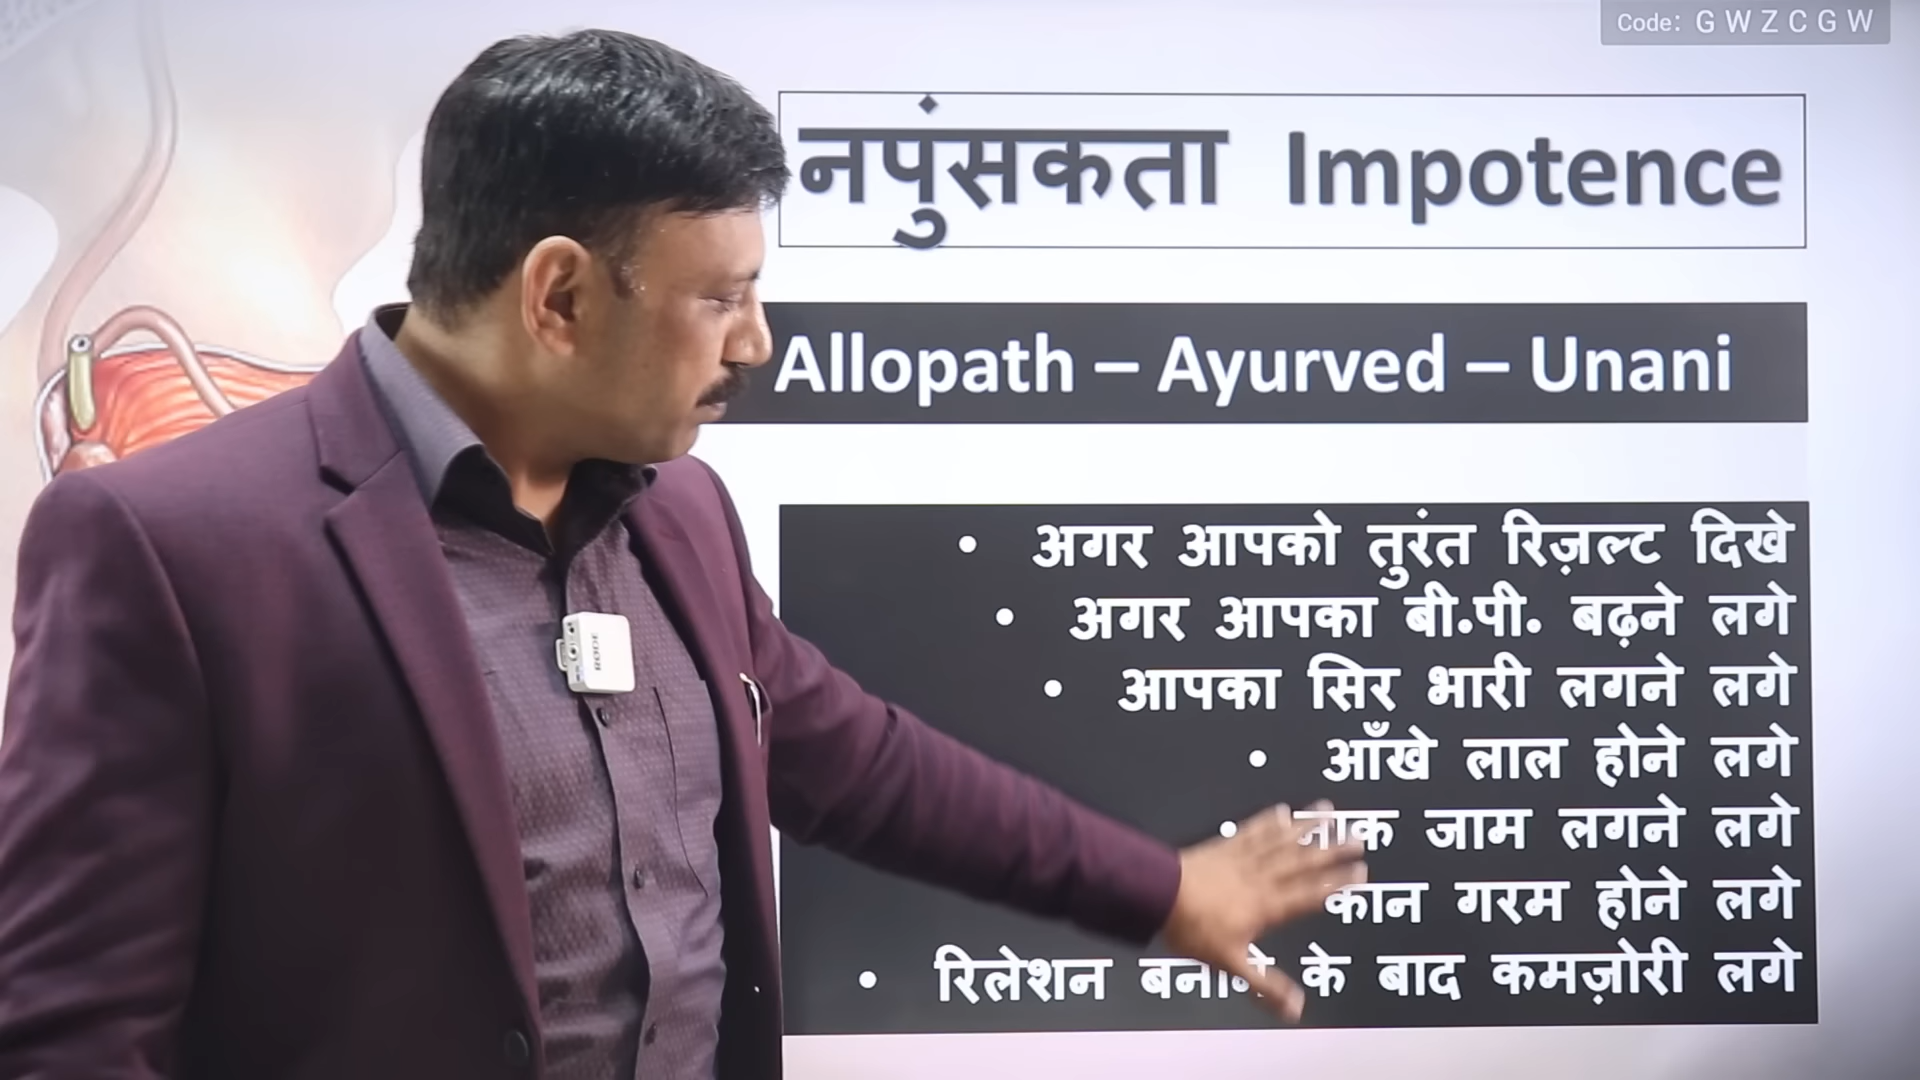 Code: G W Z C G W
नपुंसकता Impotence
Allopath – Ayurved – Unani
• अगर आपको तुरंत रिज़ल्ट दिखे
• अगर आपका बी.पी. बढ़ने लगे
• आपका सिर भारी लगने लगे
• आँखे लाल होने लगे
• नाक जाम लगने लगे
कान गरम होने लगे
• रिलेशन बनाने के बाद कमज़ोरी लगे
RODE